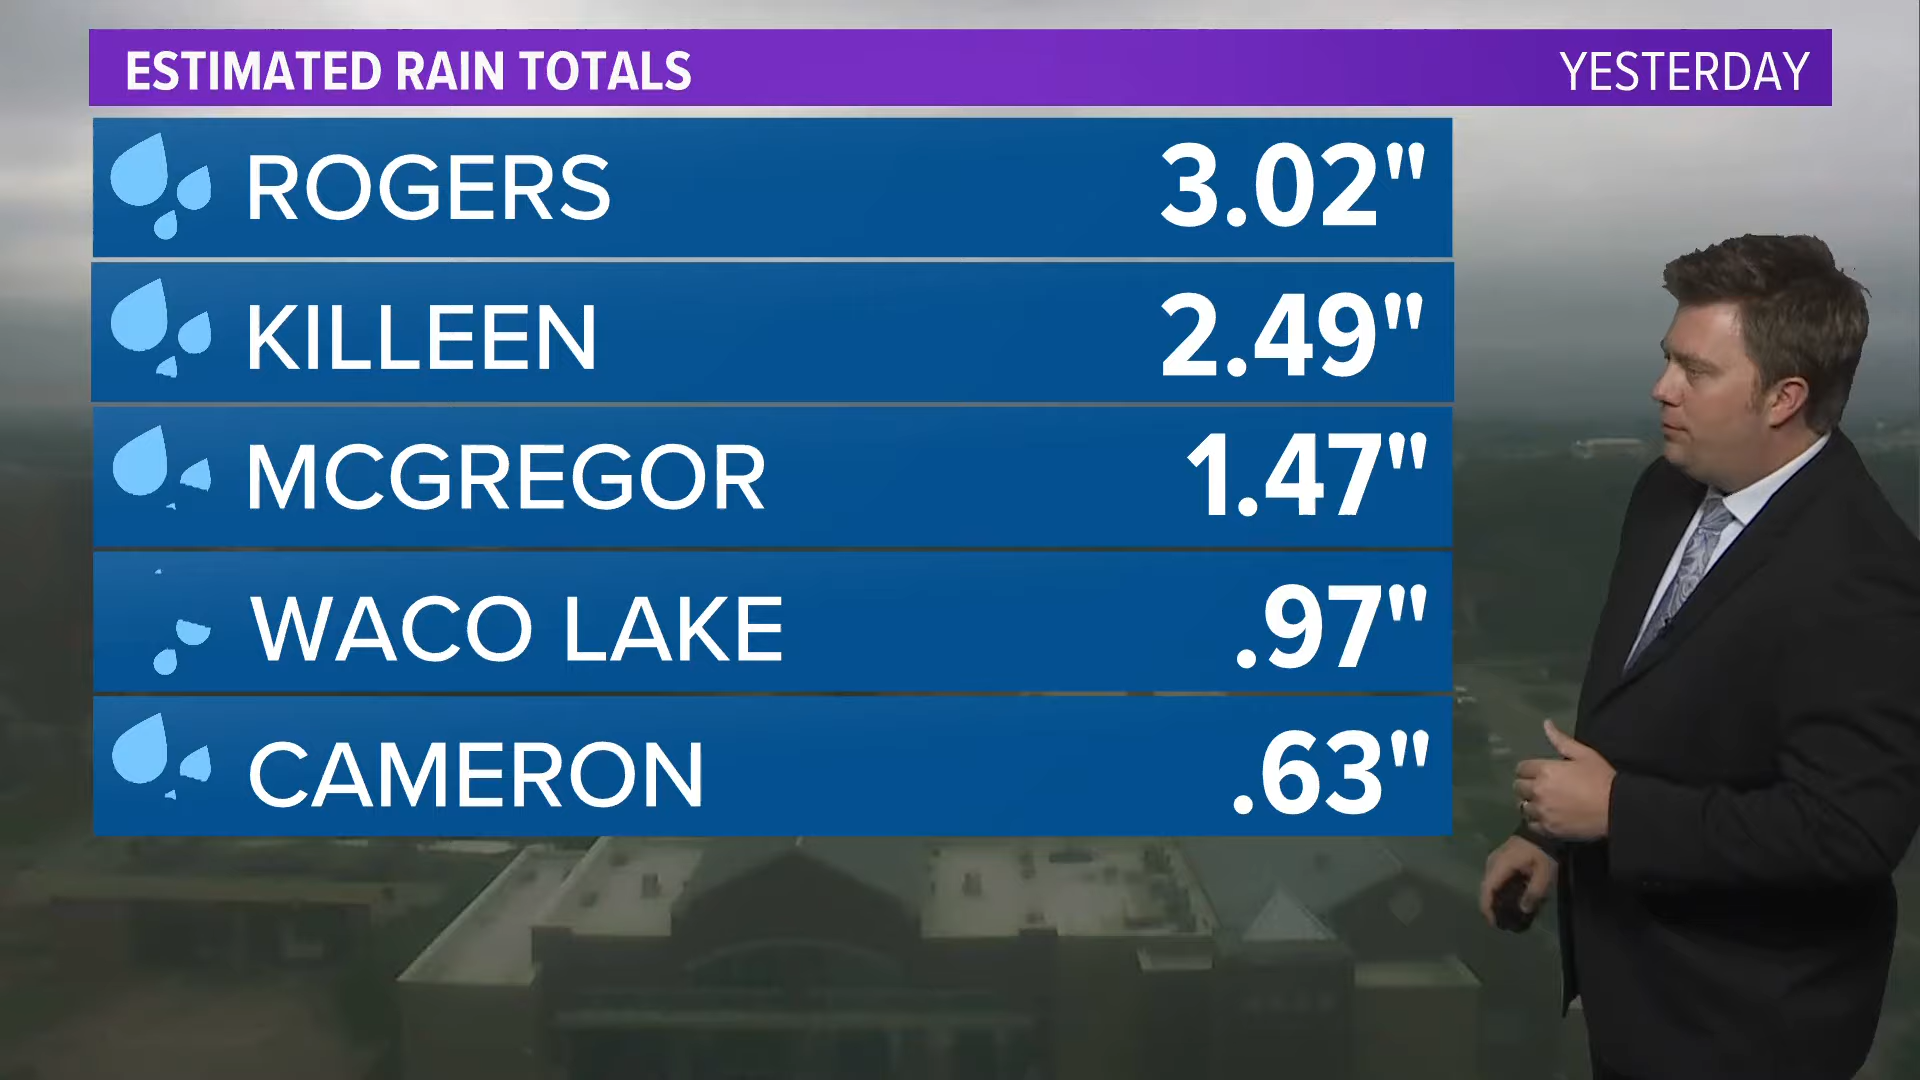 ESTIMATED RAIN TOTALS YESTERDAY
ROGERS 3.02"
KILLEEN 2.49"
MCGREGOR 1.47"
WACO LAKE .97"
CAMERON .63"